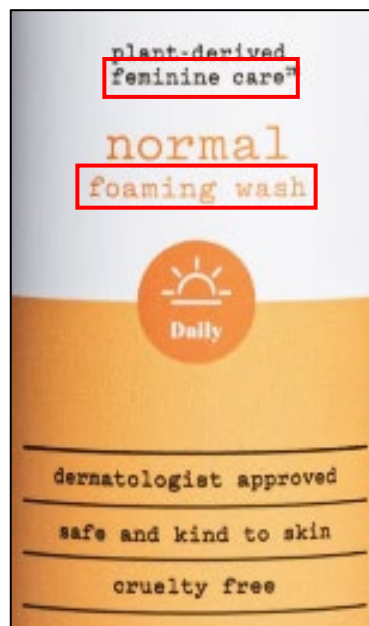 plant-derived
feminine care™
normal
foaming wash
Daily
dermatologist approved
safe and kind to skin
cruelty free